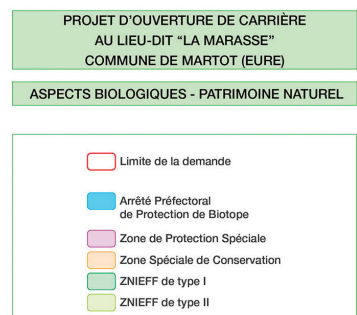 PROJET D'OUVERTURE DE CARRIÈRE
AU LIEU-DIT “LA MARASSE”
COMMUNE DE MARTOT (EURE)
ASPECTS BIOLOGIQUES - PATRIMOINE NATUREL
Limite de la demande
Arrêté Préfectoral
de Protection de Biotope
Zone de Protection Spéciale
Zone Spéciale de Conservation
ZNIEFF de type I
ZNIEFF de type II